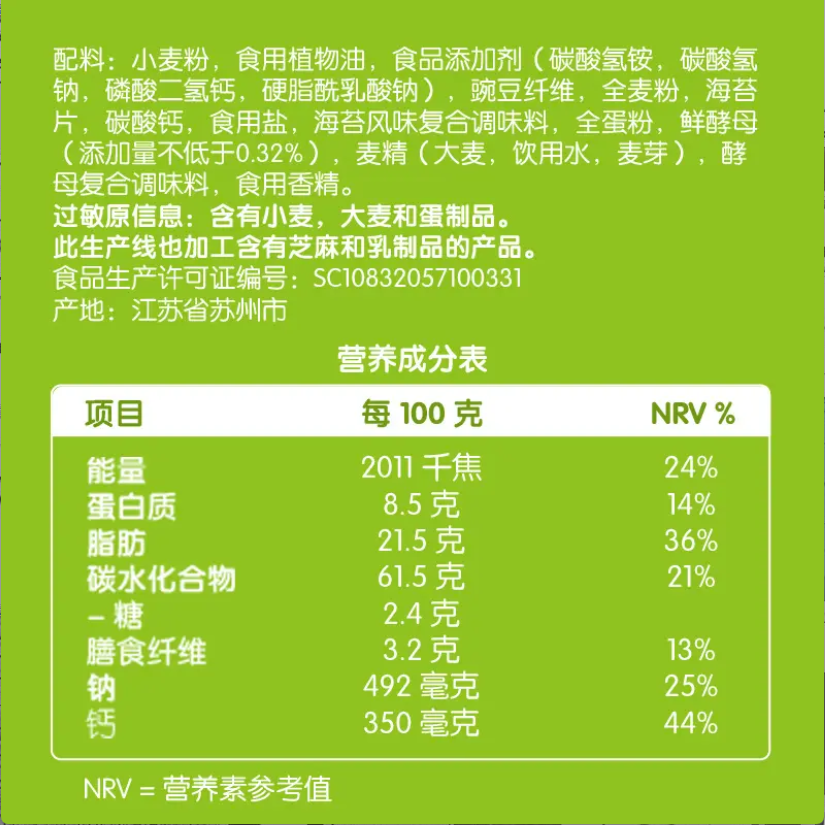 配料：小麦粉，食用植物油，食品添加剂（碳酸氢铵，碳酸氢
钠，磷酸二氢钙，硬脂酰乳酸钠），豌豆纤维，全麦粉，海苔
片，碳酸钙，食用盐，海苔风味复合调味料，全蛋粉，鲜酵母
（添加量不低于0.32%），麦精（大麦，饮用水，麦芽），酵
母复合调味料，食用香精。
过敏原信息：含有小麦，大麦和蛋制品。
此生产线也加工含有芝麻和乳制品的产品。
食品生产许可证编号：SC10832057100331
产地：江苏省苏州市
营养成分表
项目 每 100 克 NRV %
能量 2011 千焦 24%
蛋白质 8.5 克 14%
脂肪 21.5 克 36%
碳水化合物 61.5 克 21%
– 糖 2.4 克
膳食纤维 3.2 克 13%
钠 492 毫克 25%
钙 350 毫克 44%
NRV = 营养素参考值